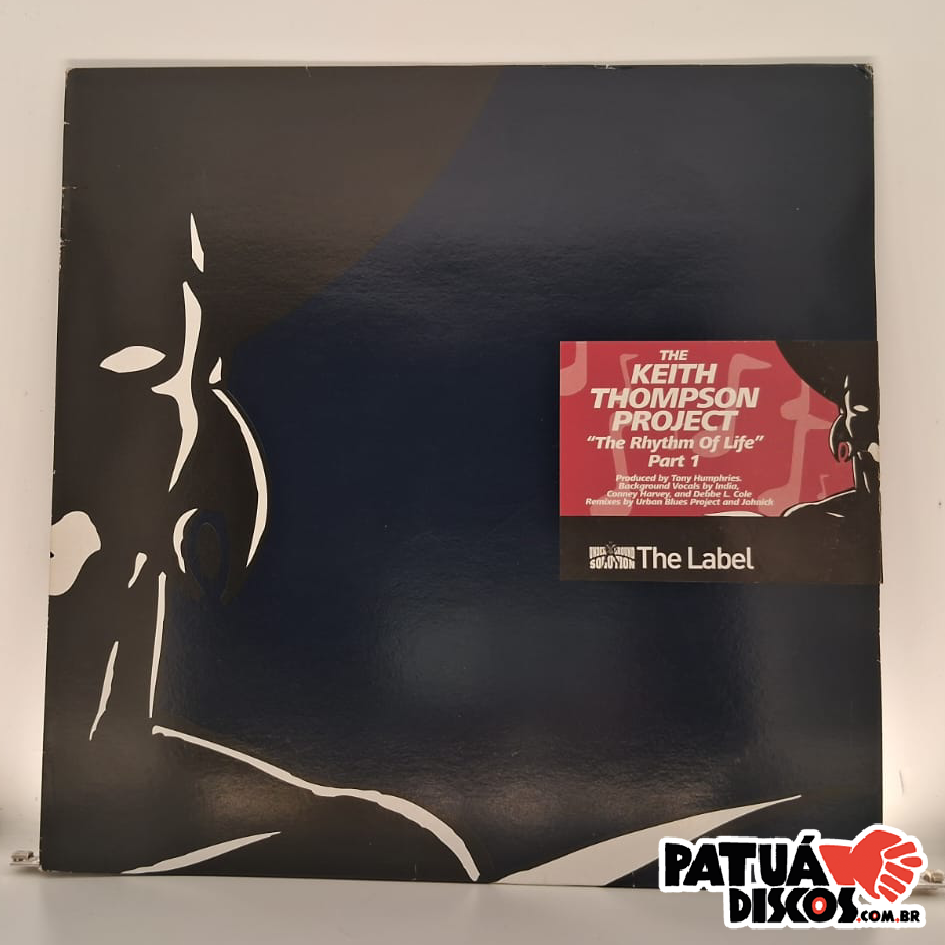 THE
KEITH
THOMPSON
PROJECT
“The Rhythm Of Life”
Part 1
Produced by Tony Humphries.
Background Vocals by India,
Conney Harvey, and Debbe L. Cole
Remixes by Urban Blues Project and Johnick
UNDERGROUND
SOLUTION The Label
PATUÁ
DISCOS.COM.BR